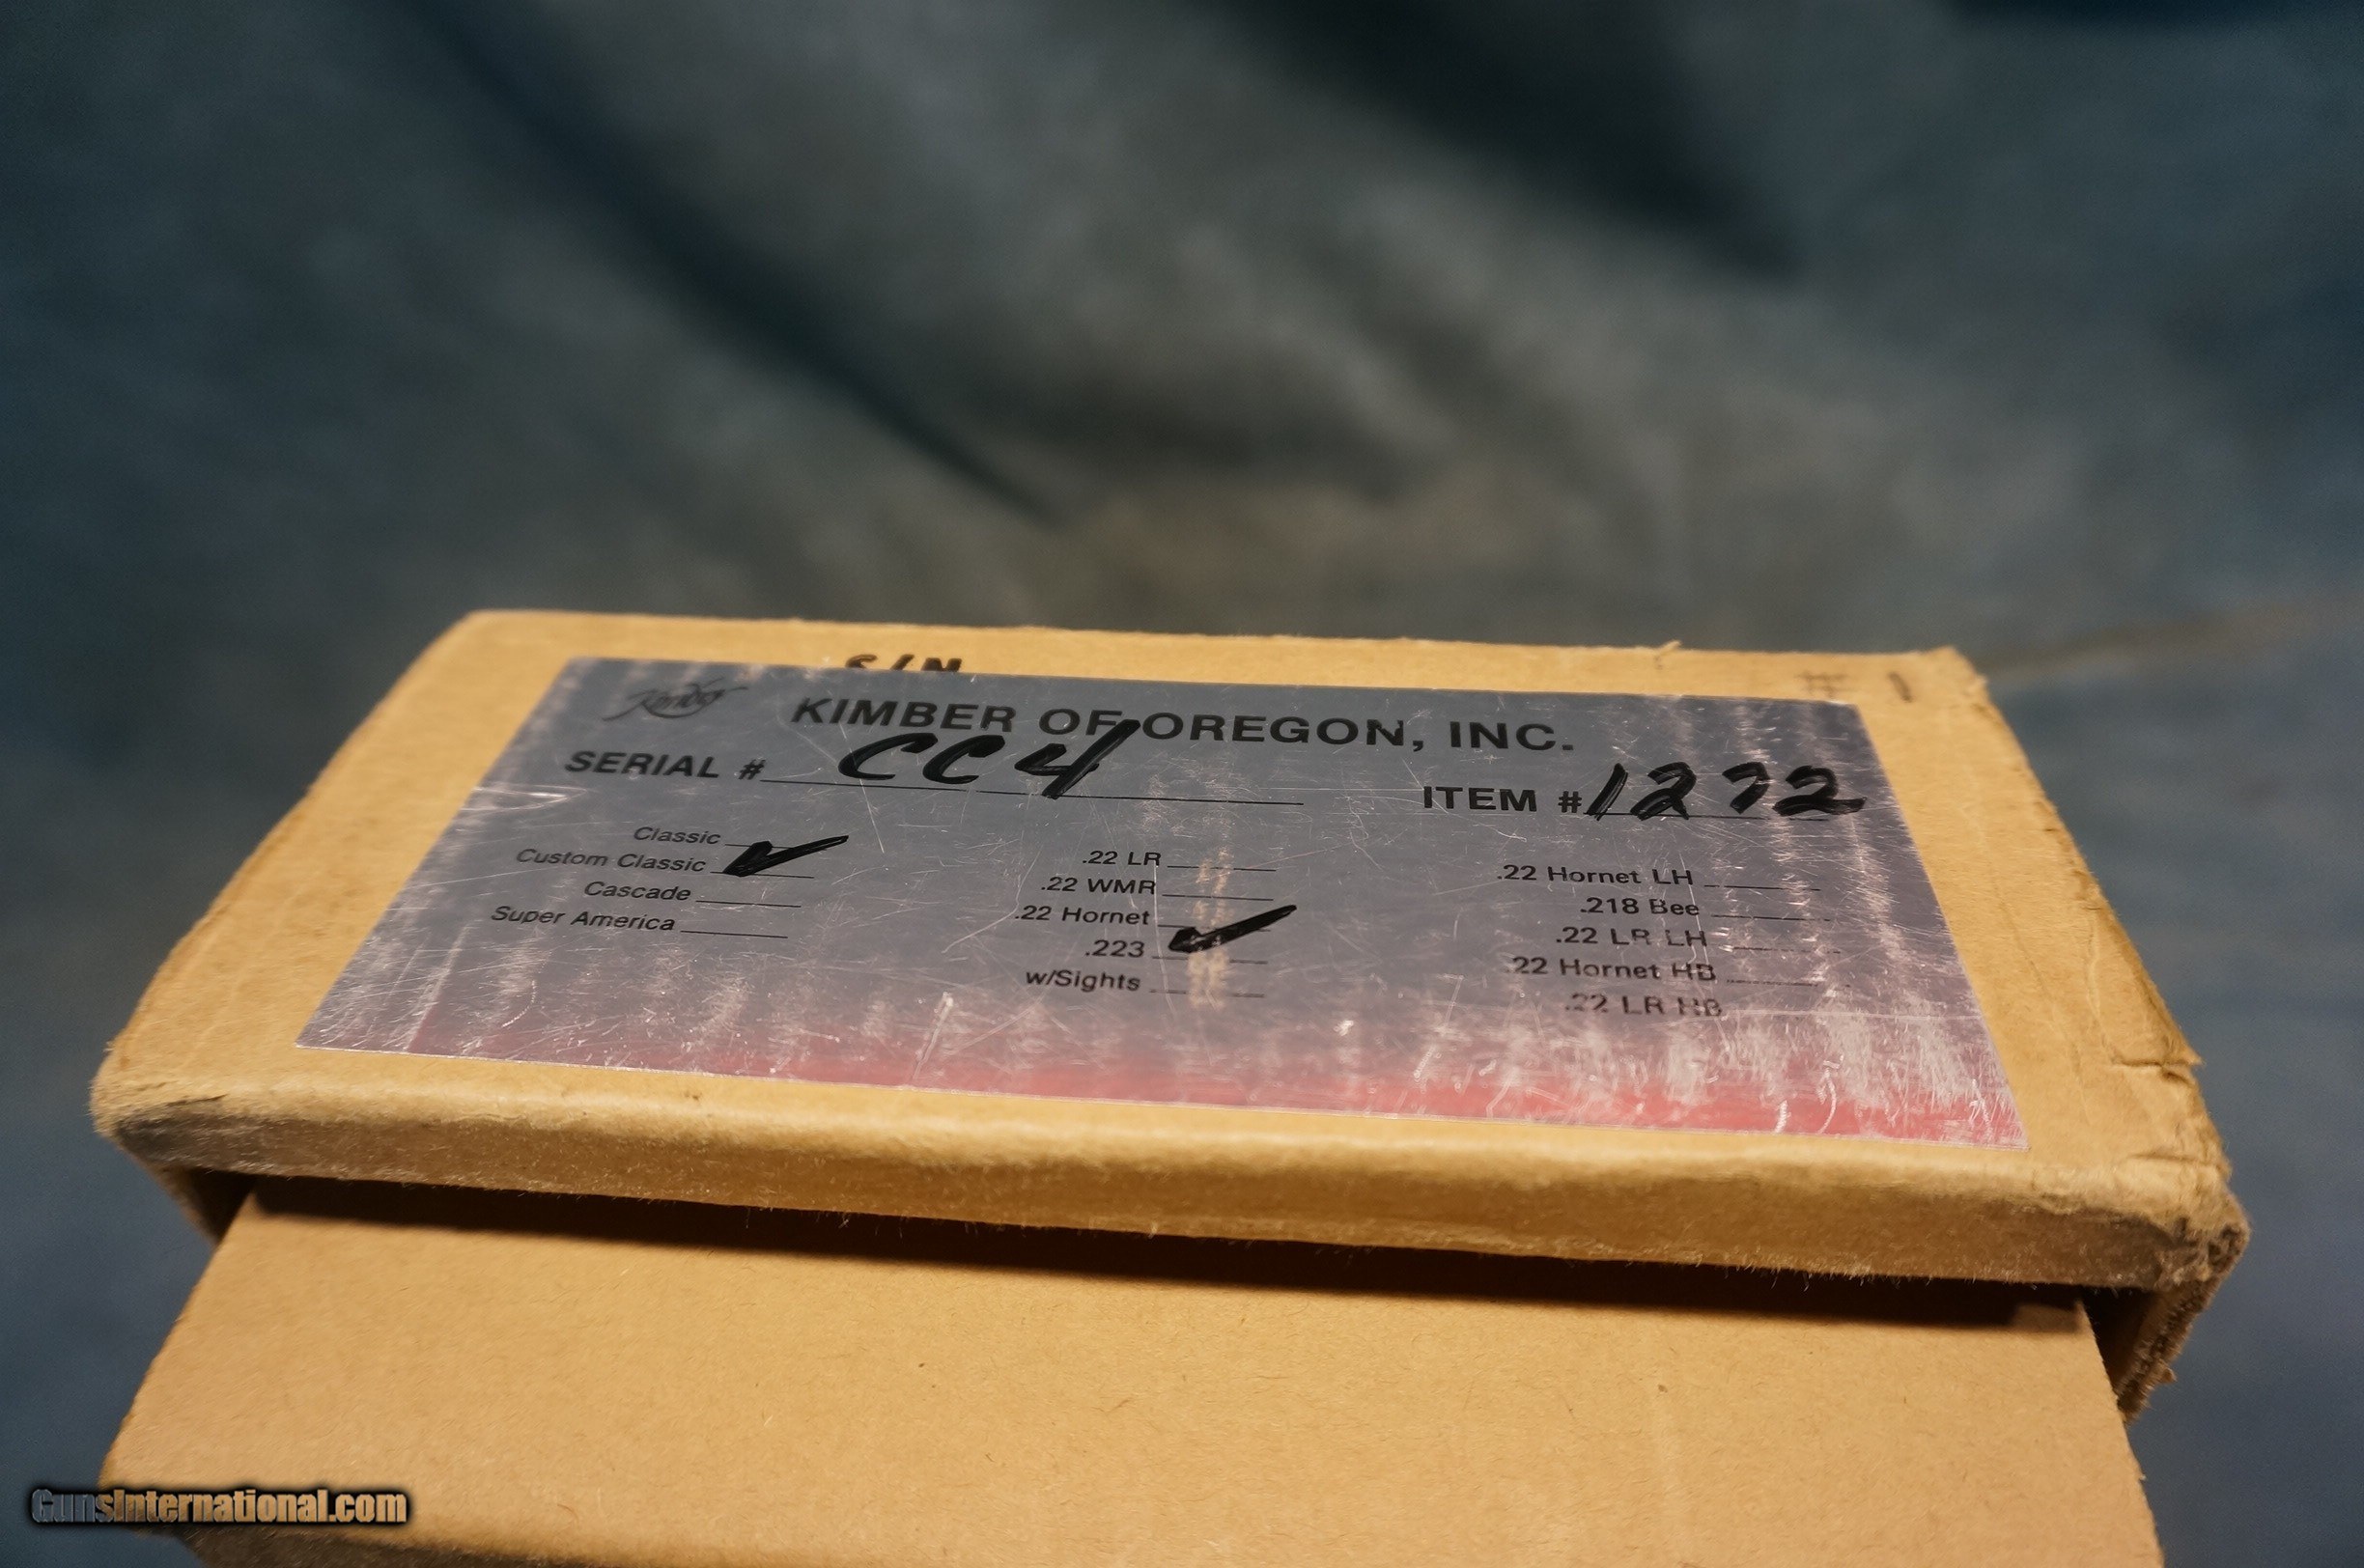 S/N
# 1
Kimber
KIMBER OF OREGON, INC.
SERIAL # CC4
ITEM # 1272
Classic
Custom Classic ✓
Cascade
Super America
.22 LR
.22 WMR
.22 Hornet
.223 ✓
w/Sights
.22 Hornet LH
.218 Bee
.22 LR LH
.22 Hornet HB
.22 LR HB
GunsInternational.com